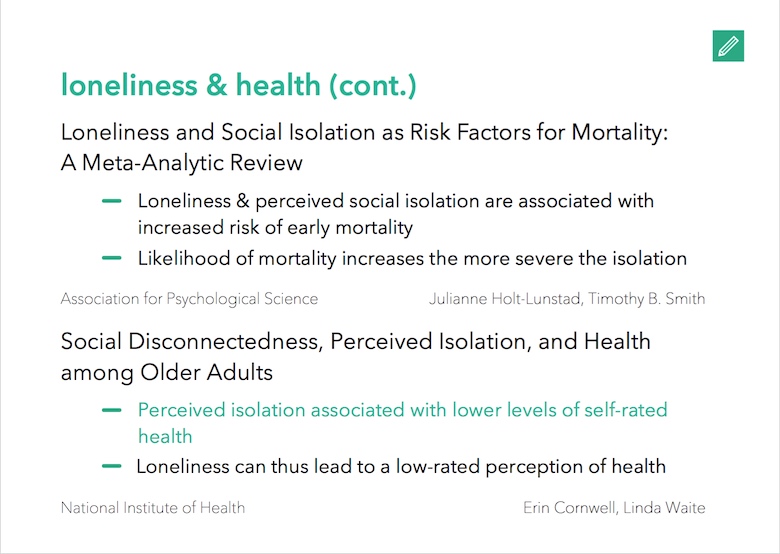 loneliness & health (cont.)
Loneliness and Social Isolation as Risk Factors for Mortality:
A Meta-Analytic Review
Loneliness & perceived social isolation are associated with
increased risk of early mortality
Likelihood of mortality increases the more severe the isolation
Association for Psychological Science
Julianne Holt-Lunstad, Timothy B. Smith
Social Disconnectedness, Perceived Isolation, and Health
among Older Adults
Perceived isolation associated with lower levels of self-rated
health
Loneliness can thus lead to a low-rated perception of health
National Institute of Health
Erin Cornwell, Linda Waite